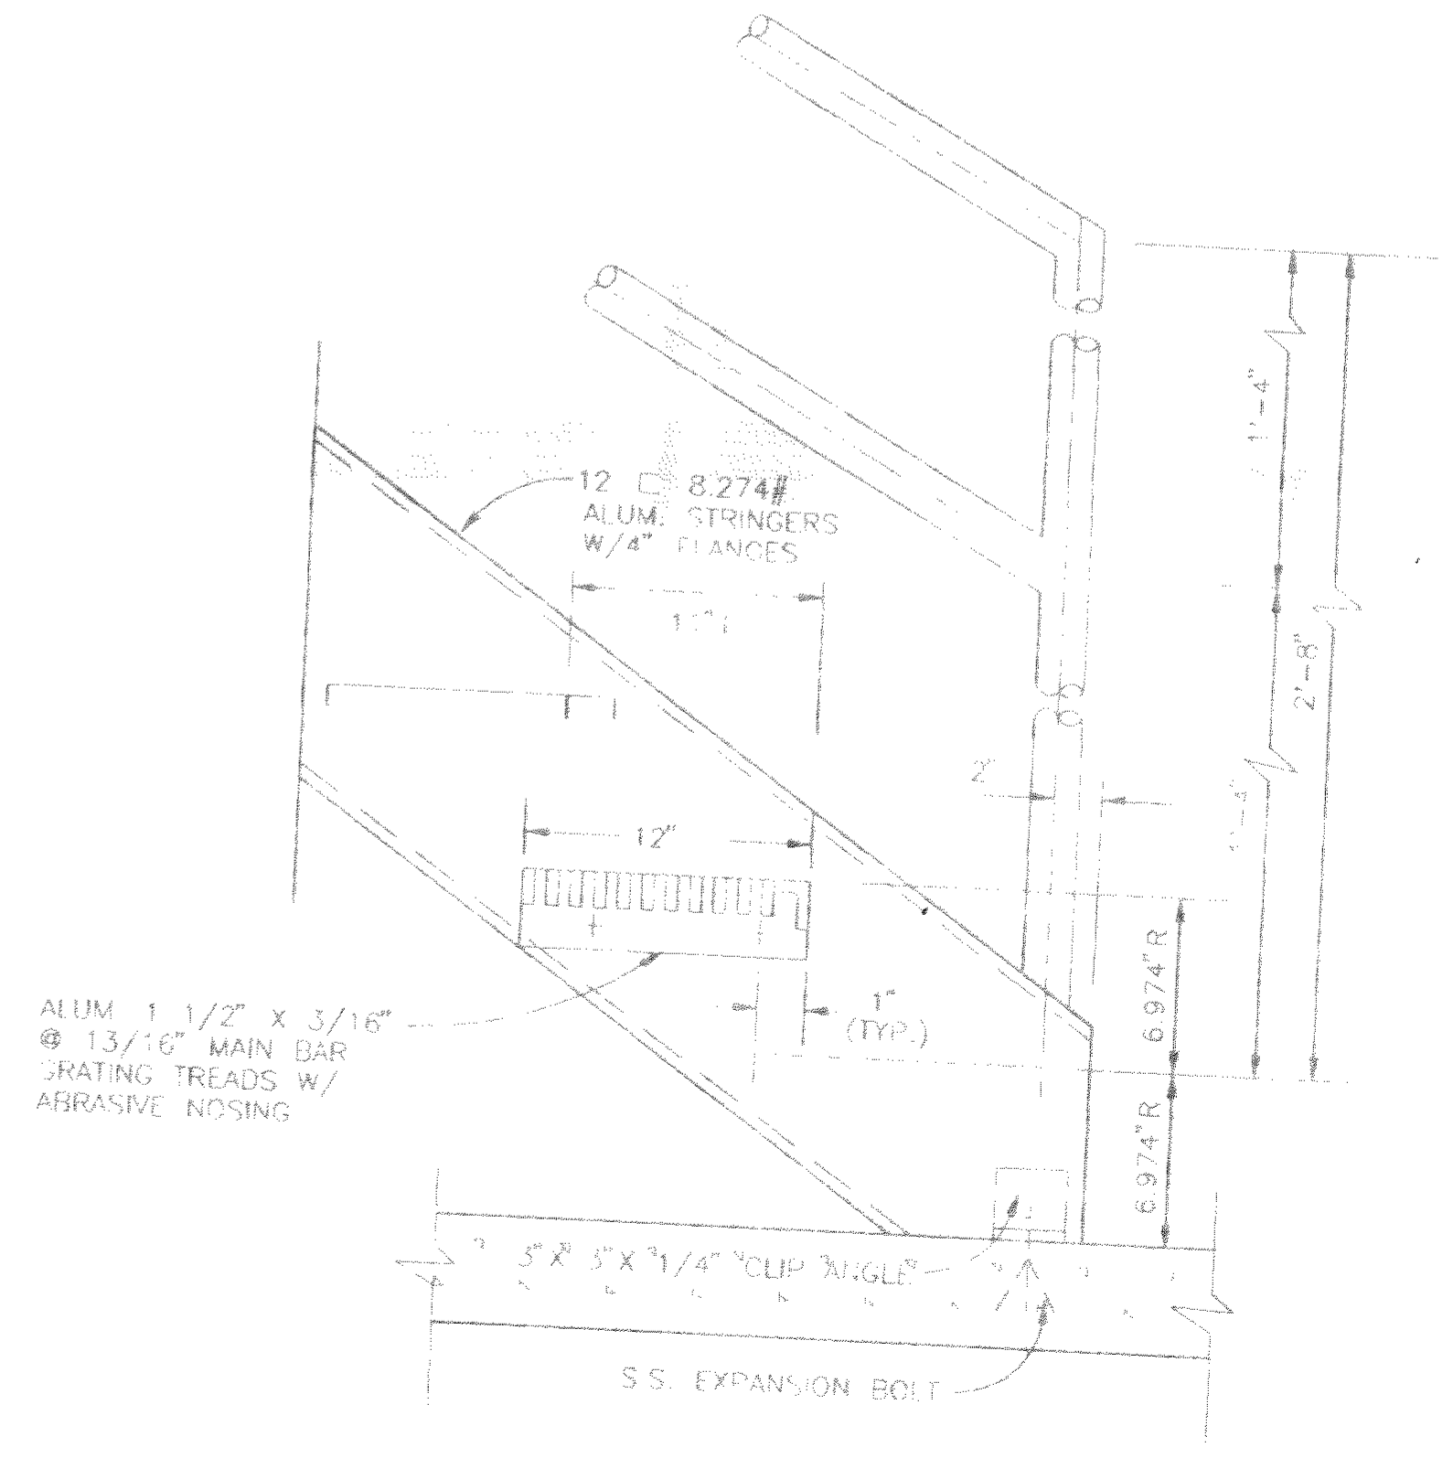 1'-4"
12 [ 8.274#
ALUM. STRINGERS
W/4" FLANGES
11"
2'-8"
2"
12"
1'-4"
6.974"R
1"
(TYP.)
ALUM 1 1/2" X 3/16"
@ 13/16" MAIN BAR
GRATING TREADS W/
ABRASIVE NOSING
6.974"R
3" X 3" X 1/4" CLIP ANGLE
S.S. EXPANSION BOLT